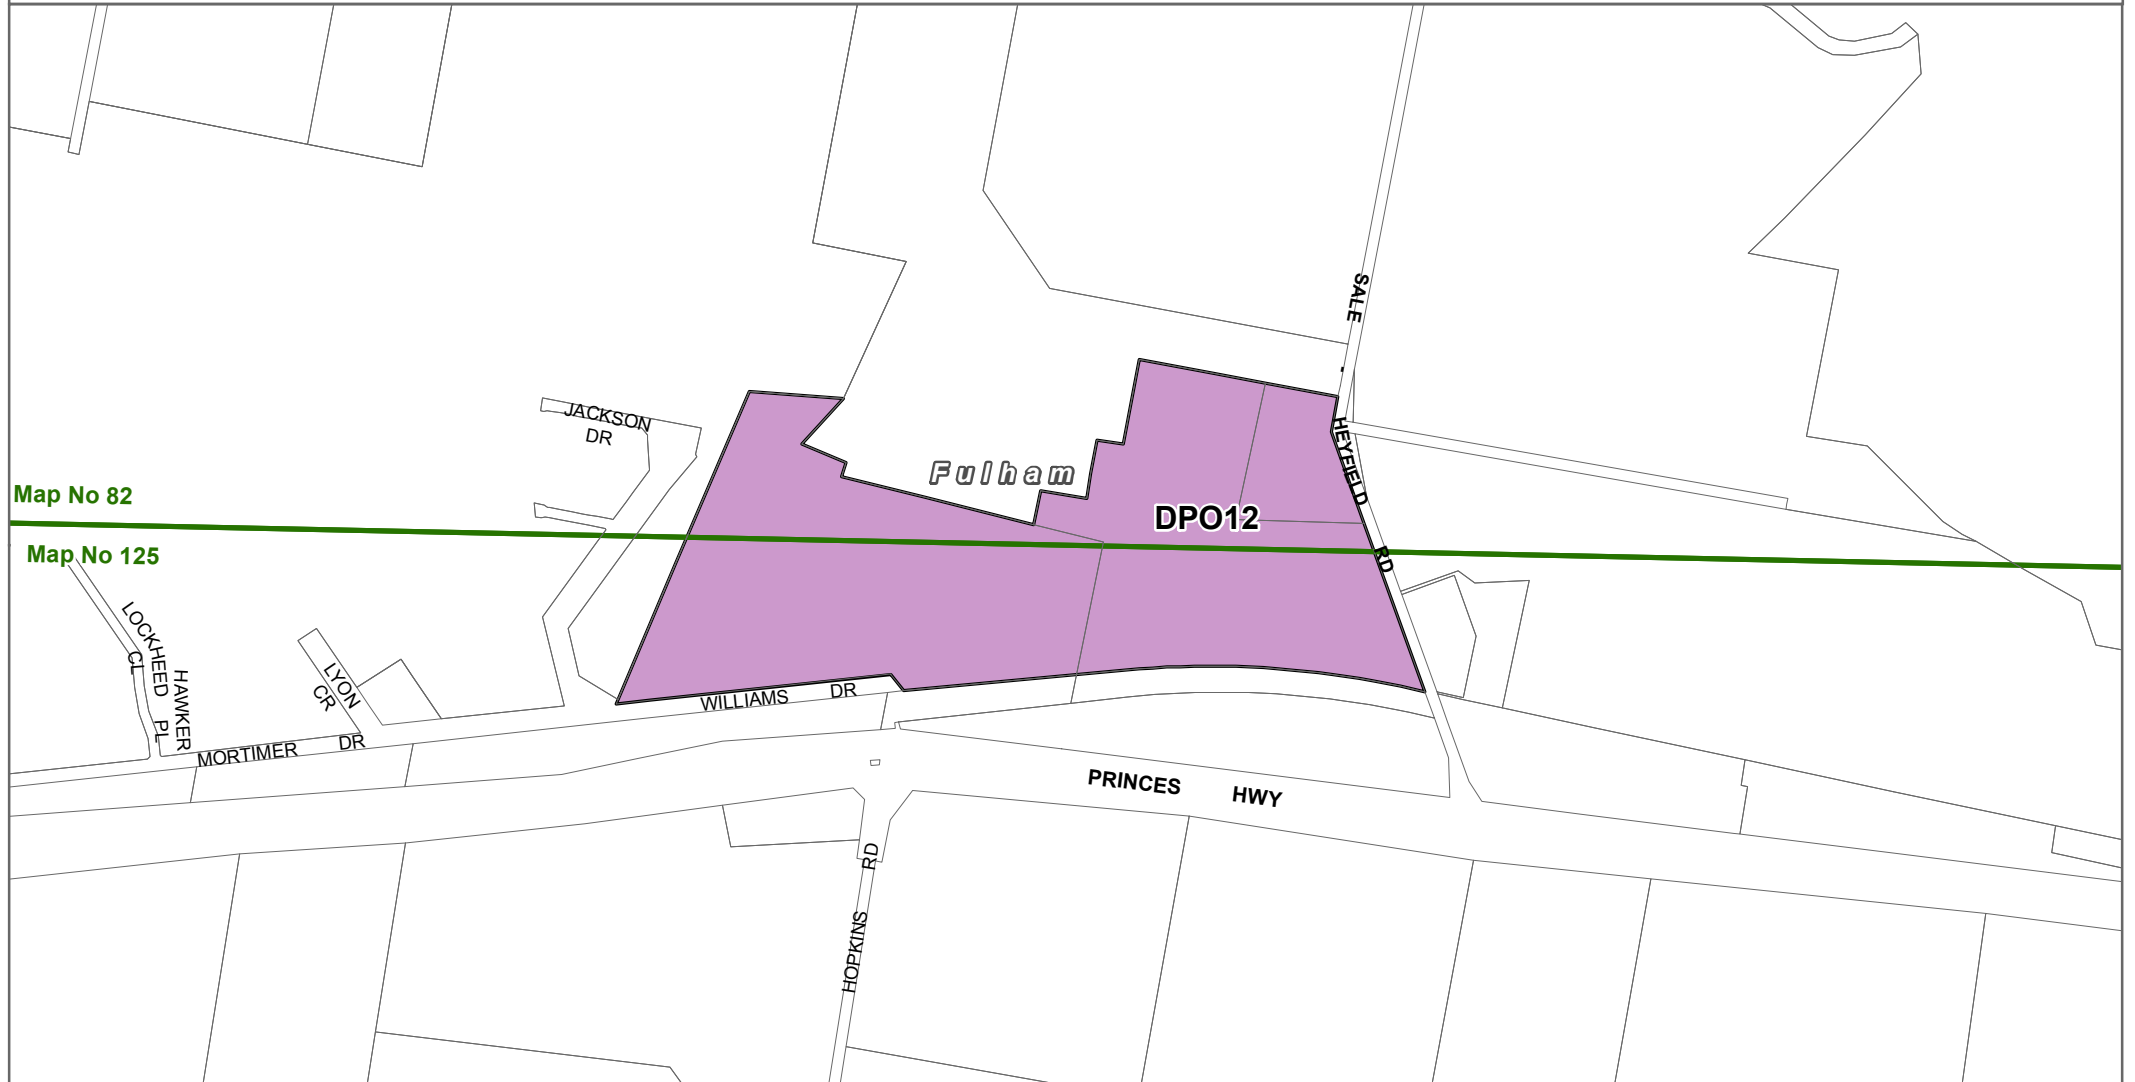 SALE
-
HEYFIELD
RD
JACKSON
DR
Fulham
Map No 82
DPO12
Map No 125
LOCKHEED
CL
HAWKER
PL
LYON
CR
WILLIAMS DR
MORTIMER DR
PRINCES HWY
HOPKINS RD